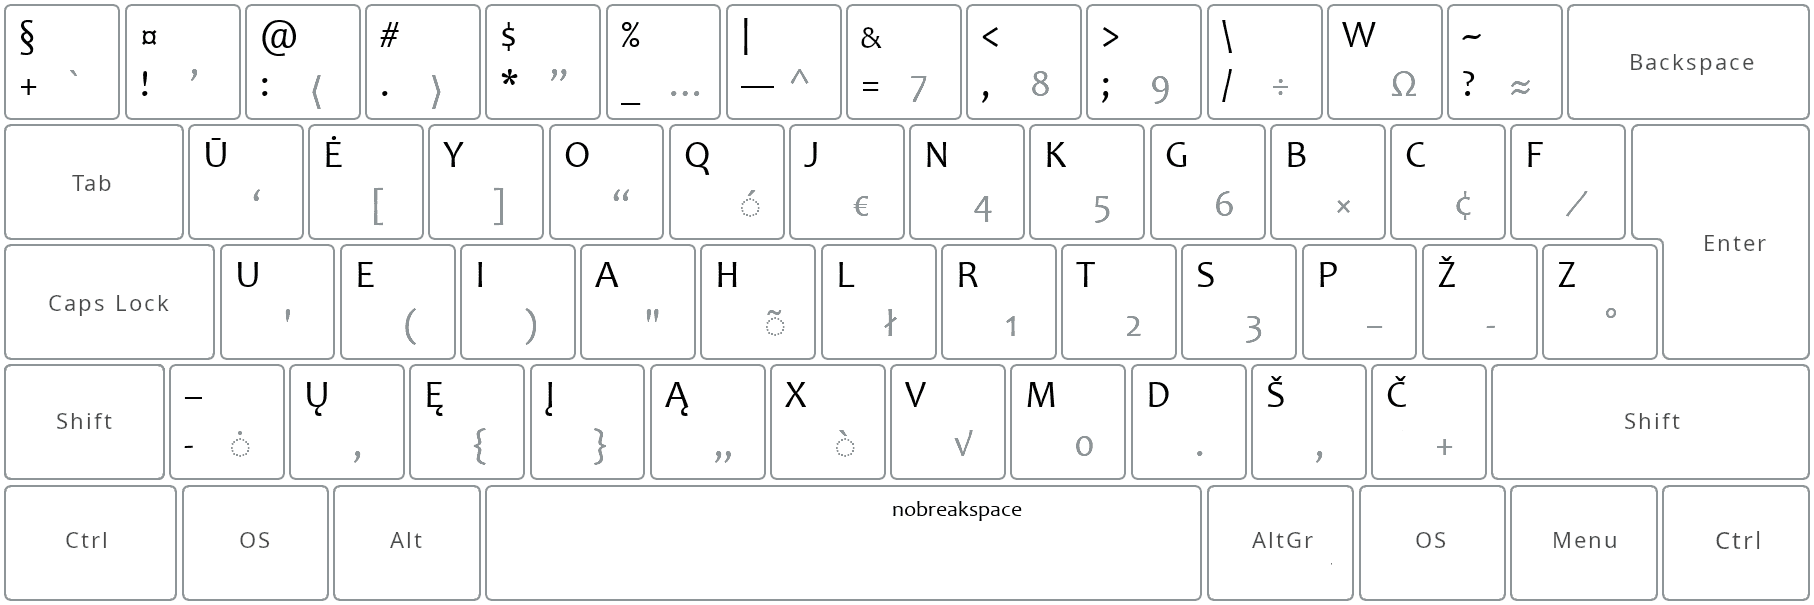 § ¤ @ # $ % | & < > \ W ~ Backspace
+ ` ! ’ : ⟨ . ⟩ * ” _ … — ^ = 7 , 8 ; 9 / ÷ Ω ? ≈
Tab Ū Ė Y O Q J N K G B C F
‘ [ ] “ ◌́ € 4 5 6 × ¢ ⁄
Enter
Caps Lock U E I A H L R T S P Ž Z
' ( ) " ◌̃ ł 1 2 3 – - °
Shift – Ų Ę Į Ą X V M D Š Č Shift
- ◌̇ ‚ { } „ ◌̀ √ 0 . , +
nobreakspace
Ctrl OS Alt AltGr OS Menu Ctrl